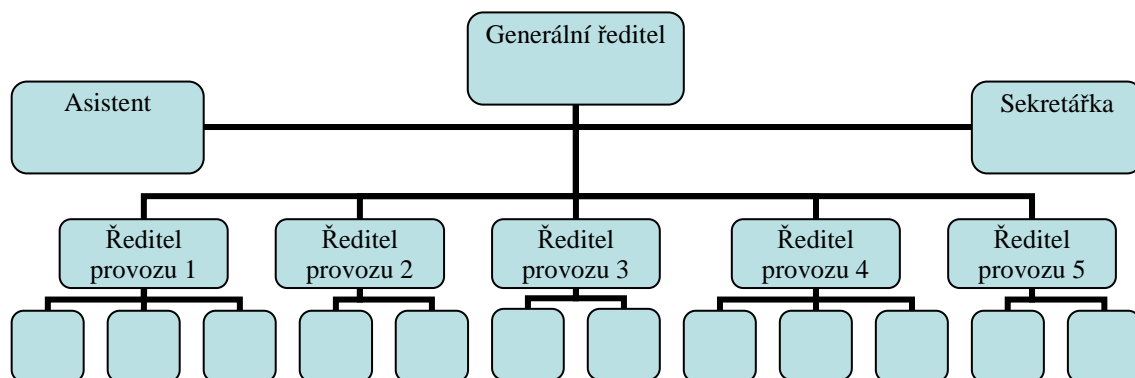 Generální ředitel
Asistent
Sekretářka
Ředitel
provozu 1
Ředitel
provozu 2
Ředitel
provozu 3
Ředitel
provozu 4
Ředitel
provozu 5